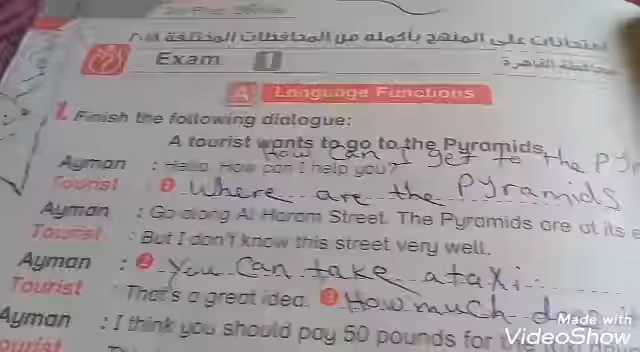 امتحانات على المنهج بأكمله من المحافظات المختلفة ٢٠١٨
Exam 1
محافظة القاهرة
A Language Functions
1. Finish the following dialogue:
A tourist wants to go to the Pyramids.
How can I get to the
Ayman : Hello. How can I help you?
Tourist : 1 Where are the Pyramids
Ayman : Go along Al Haram Street. The Pyramids are at its
Tourist : But I don't know this street very well.
Ayman : 2 You can take a taxi
Tourist : That's a great idea. 3 How much
Ayman : I think you should pay 50 pounds for
Tourist
Made with
VideoShow